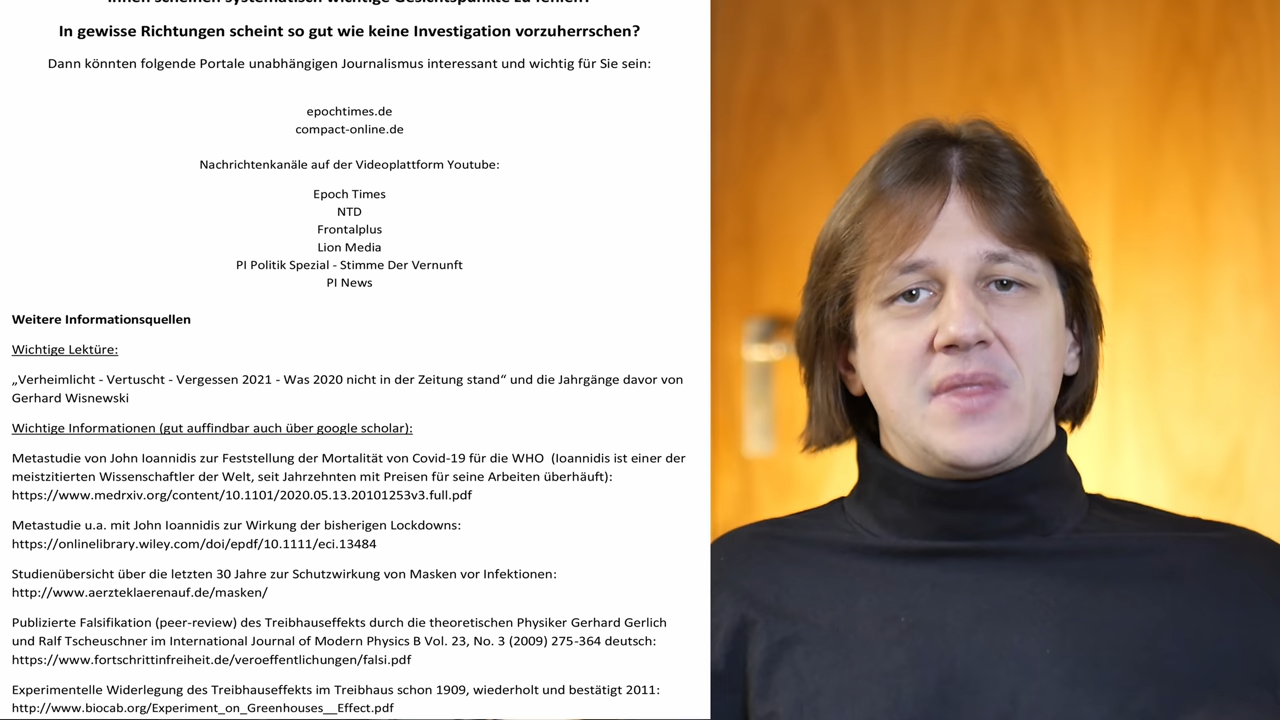 Ihnen scheinen systematisch wichtige Gesichtspunkte zu fehlen?
In gewisse Richtungen scheint so gut wie keine Investigation vorzuherrschen?
Dann könnten folgende Portale unabhängigen Journalismus interessant und wichtig für Sie sein:
epochtimes.de
compact-online.de
Nachrichtenkanäle auf der Videoplattform Youtube:
Epoch Times
NTD
Frontalplus
Lion Media
PI Politik Spezial - Stimme Der Vernunft
PI News
Weitere Informationsquellen
Wichtige Lektüre:
„Verheimlicht - Vertuscht - Vergessen 2021 - Was 2020 nicht in der Zeitung stand“ und die Jahrgänge davor von
Gerhard Wisnewski
Wichtige Informationen (gut auffindbar auch über google scholar):
Metastudie von John Ioannidis zur Feststellung der Mortalität von Covid-19 für die WHO (Ioannidis ist einer der
meistzitierten Wissenschaftler der Welt, seit Jahrzehnten mit Preisen für seine Arbeiten überhäuft):
https://www.medrxiv.org/content/10.1101/2020.05.13.20101253v3.full.pdf
Metastudie u.a. mit John Ioannidis zur Wirkung der bisherigen Lockdowns:
https://onlinelibrary.wiley.com/doi/epdf/10.1111/eci.13484
Studienübersicht über die letzten 30 Jahre zur Schutzwirkung von Masken vor Infektionen:
http://www.aerzteklaerenauf.de/masken/
Publizierte Falsifikation (peer-review) des Treibhauseffekts durch die theoretischen Physiker Gerhard Gerlich
und Ralf Tscheuschner im International Journal of Modern Physics B Vol. 23, No. 3 (2009) 275-364 deutsch:
https://www.fortschrittinfreiheit.de/veroeffentlichungen/falsi.pdf
Experimentelle Widerlegung des Treibhauseffekts im Treibhaus schon 1909, wiederholt und bestätigt 2011:
http://www.biocab.org/Experiment_on_Greenhouses__Effect.pdf